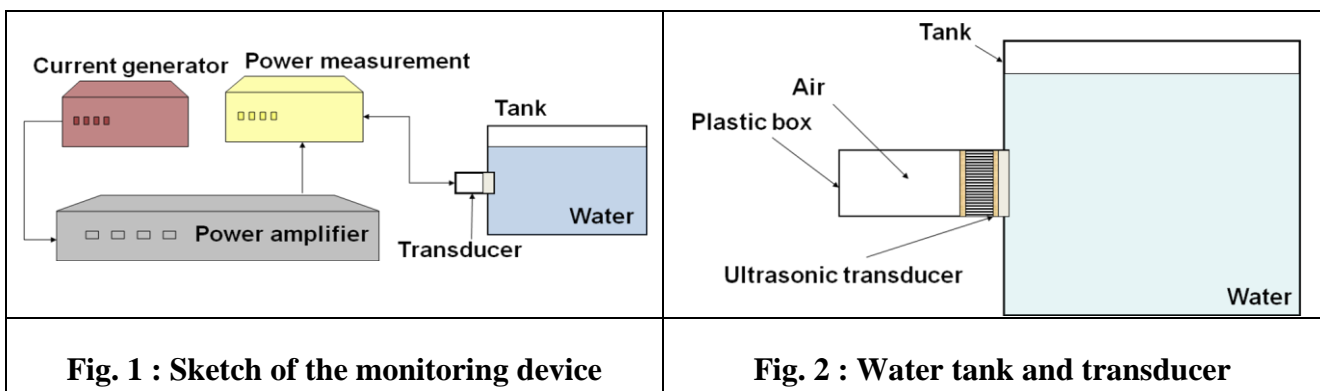 Current generator
Power measurement
Tank
Water
Power amplifier
Transducer
Tank
Air
Plastic box
Ultrasonic transducer
Water
Fig. 1 : Sketch of the monitoring device
Fig. 2 : Water tank and transducer